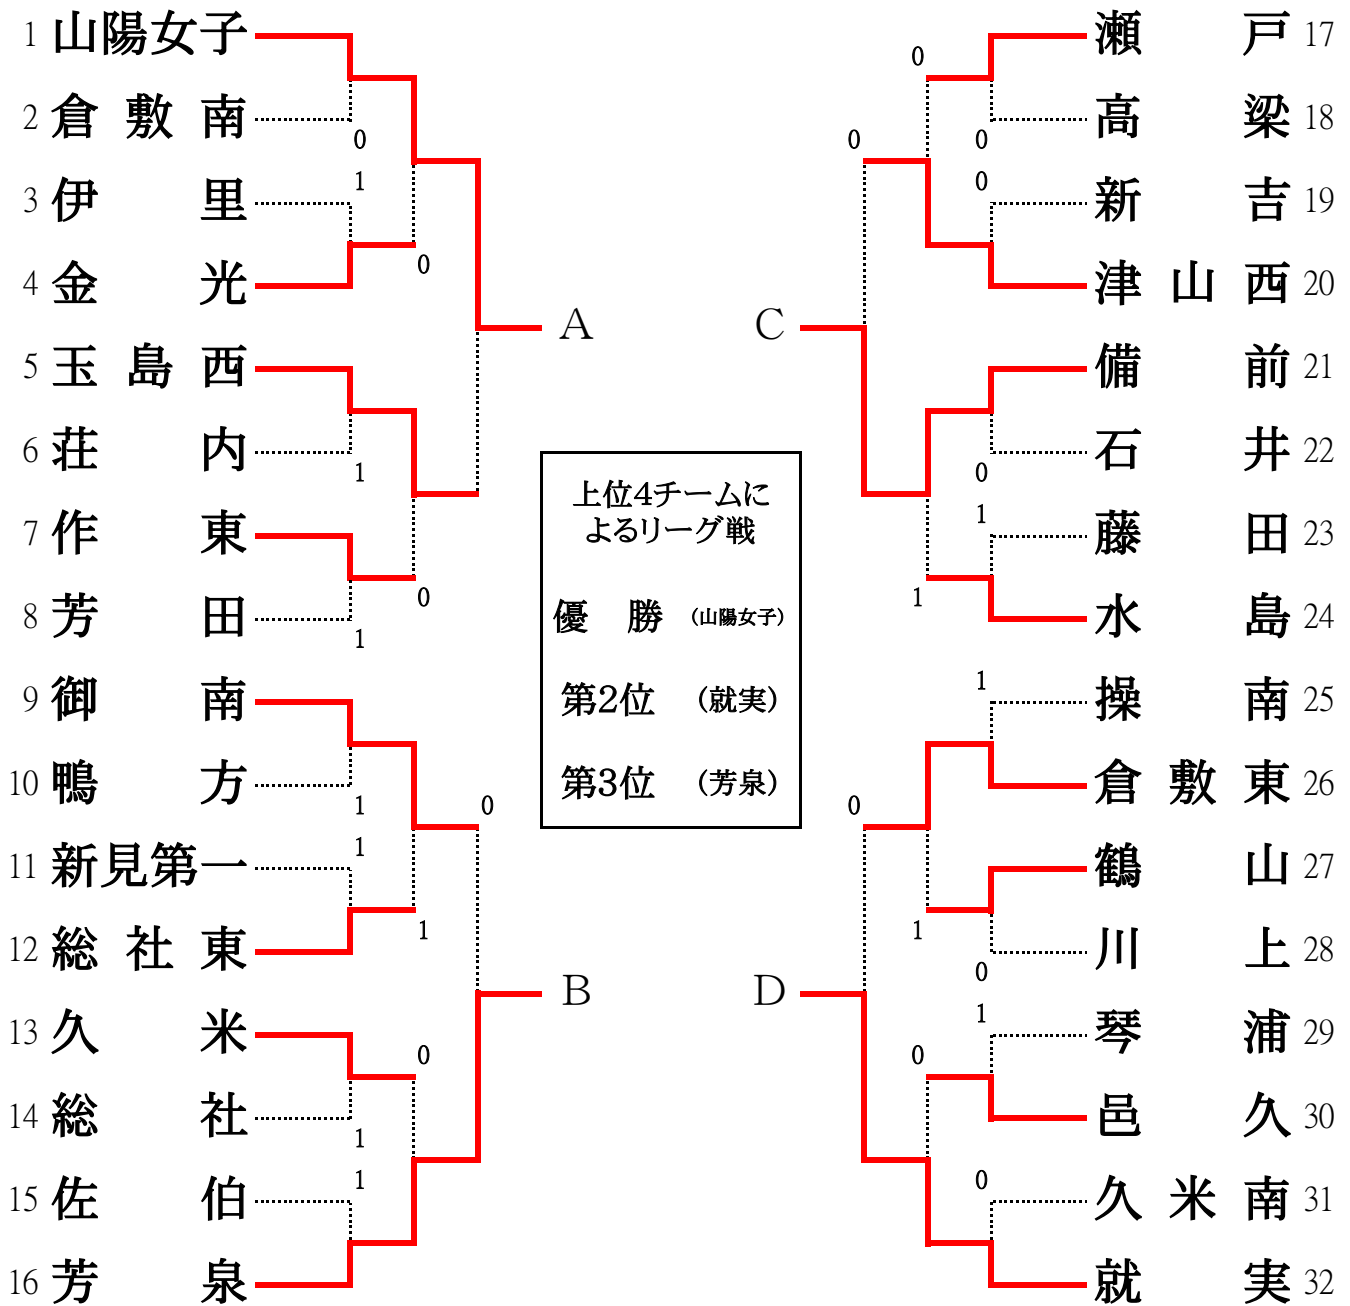 1 山陽女子
2 倉敷南
0
1
3 伊里
4 金光
0
5 玉島西
6 荘内
1
7 作東
0
8 芳田
1
A
9 御南
10 鴨方
1
0
1
11 新見第一
12 総社東
1
B
13 久米
0
14 総社
1
1
15 佐伯
16 芳泉
上位4チームに
よるリーグ戦
優 勝 (山陽女子)
第2位 (就実)
第3位 (芳泉)
瀬戸 17
0
高梁 18
0
0
0
新吉 19
津山西 20
C
備前 21
石井 22
0
1
藤田 23
水島 24
1
1
操南 25
倉敷東 26
0
鶴山 27
1
川上 28
0
D
1
琴浦 29
0
邑久 30
0
久米南 31
就実 32